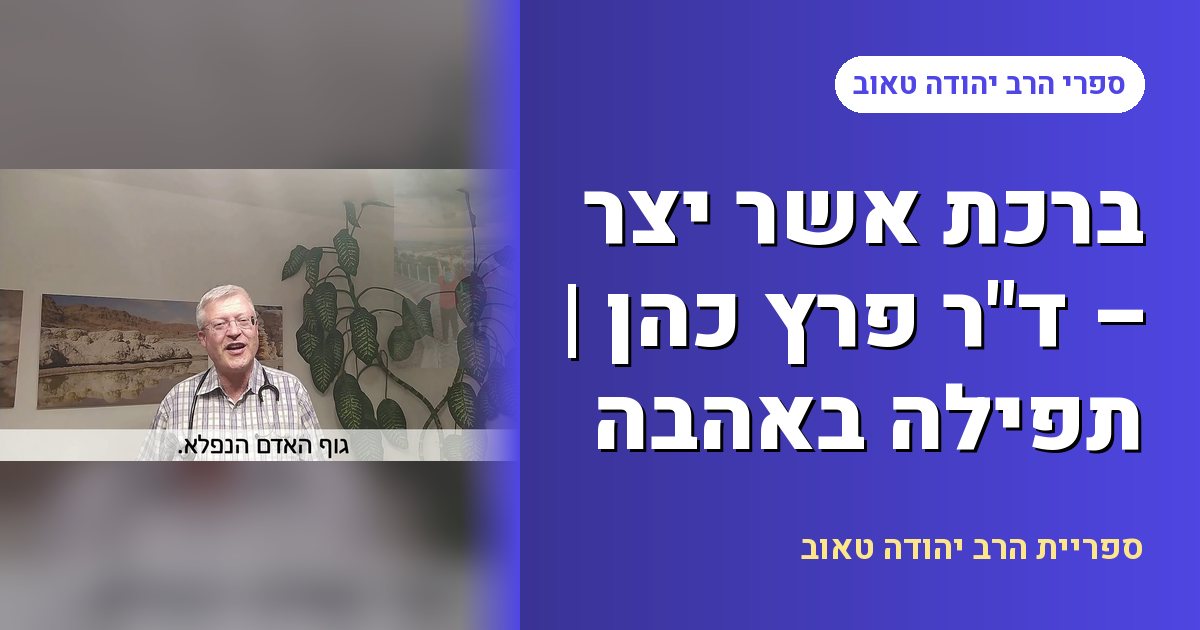 ספרי הרב יהודה טאוב
ברכת אשר יצר
– ד"ר פרץ כהן |
תפילה באהבה
גוף האדם הנפלא.
ספריית הרב יהודה טאוב